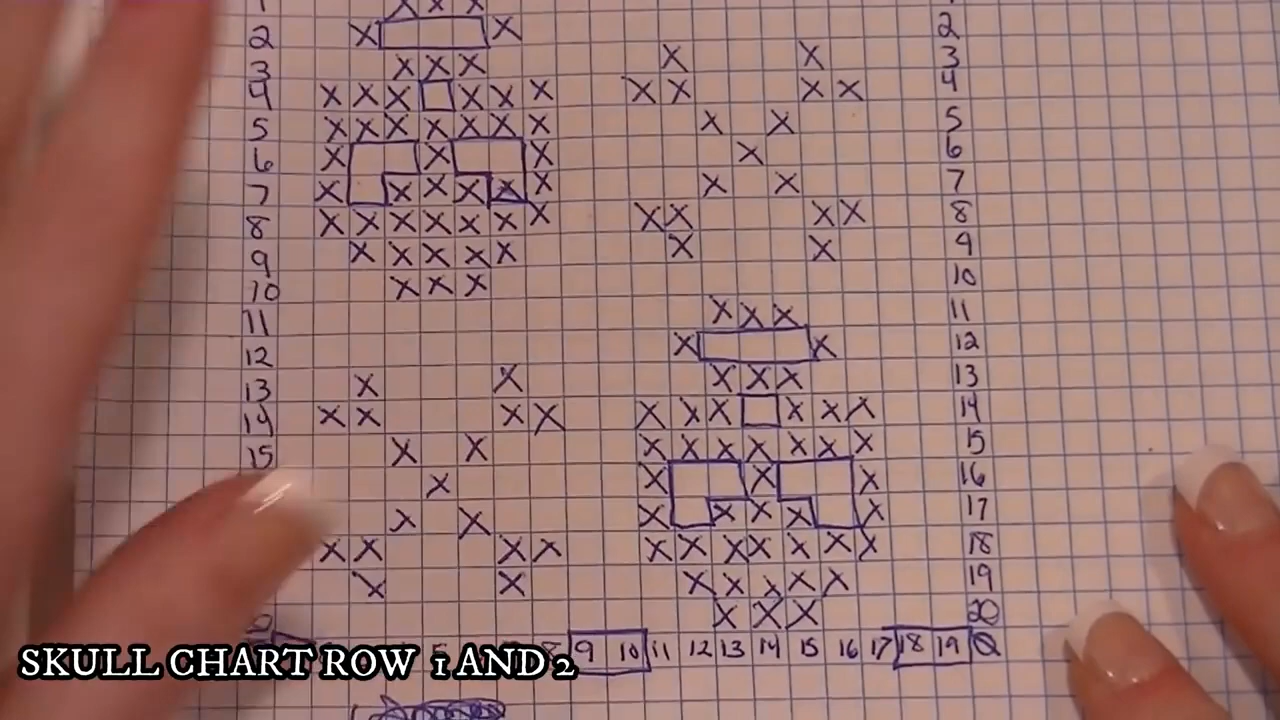 2 X X 2
3 X X X X X 3
4 X X X X X X X X X X 4
5 X X X X X X X X X 5
6 X X X X 6
7 X X X X X X X X 7
8 X X X X X X X X X X X 8
9 X X X X X X X 9
10 X X X 10
11 X X X 11
12 X X 12
13 X X X X X 13
14 X X X X X X X X X X 14
15 X X X X X X X X X 15
X X X X 16
X X X X X X X 17
X X X X X X X X X X X 18
X X X X X X X 19
X X X 20
9 10 11 12 13 14 15 16 17 18 19
SKULL CHART ROW 1 AND 2